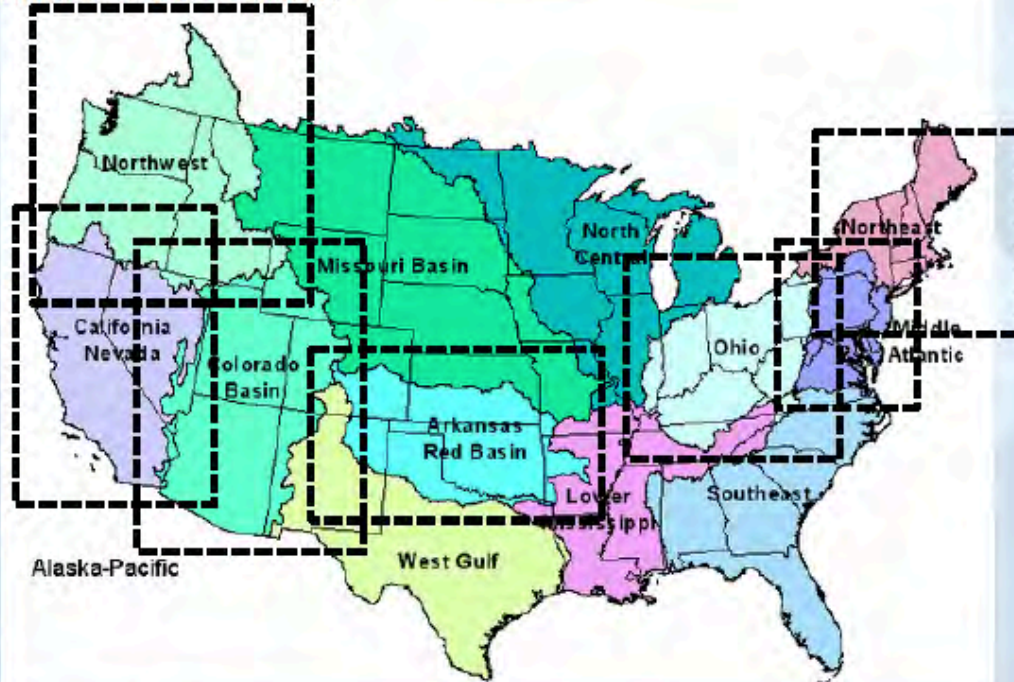 Northwest
Northeast
North
Central
Missouri Basin
California
Nevada
Middle
Atlantic
Ohio
Colorado
Basin
Arkansas
Red Basin
Lower
Mississippi
Southeast
West Gulf
Alaska-Pacific